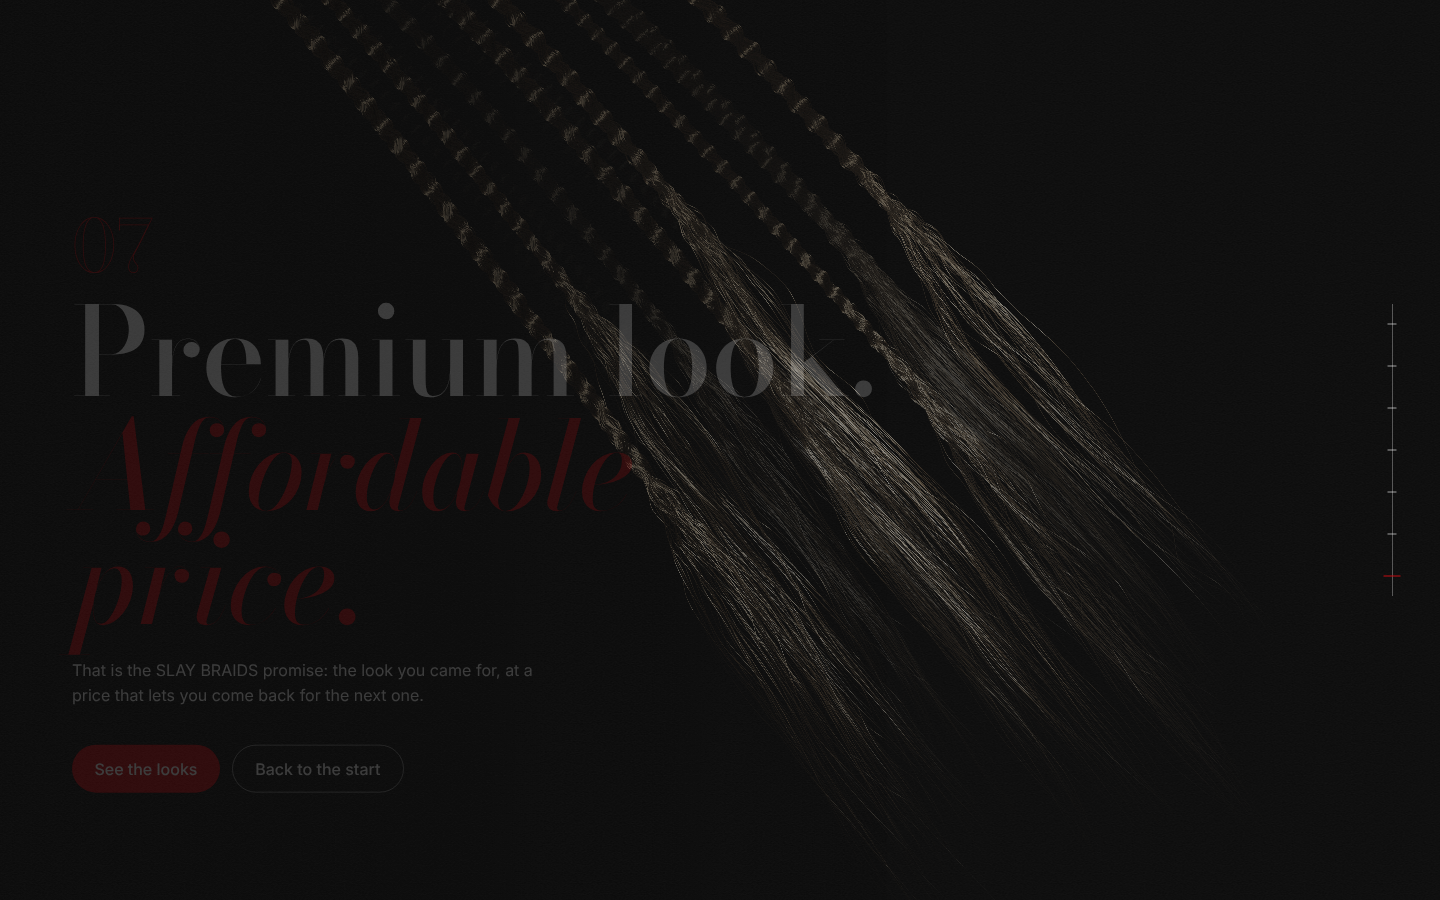 07
Premium look.
Affordable
price.
That is the SLAY BRAIDS promise: the look you came for, at a
price that lets you come back for the next one.
See the looks
Back to the start